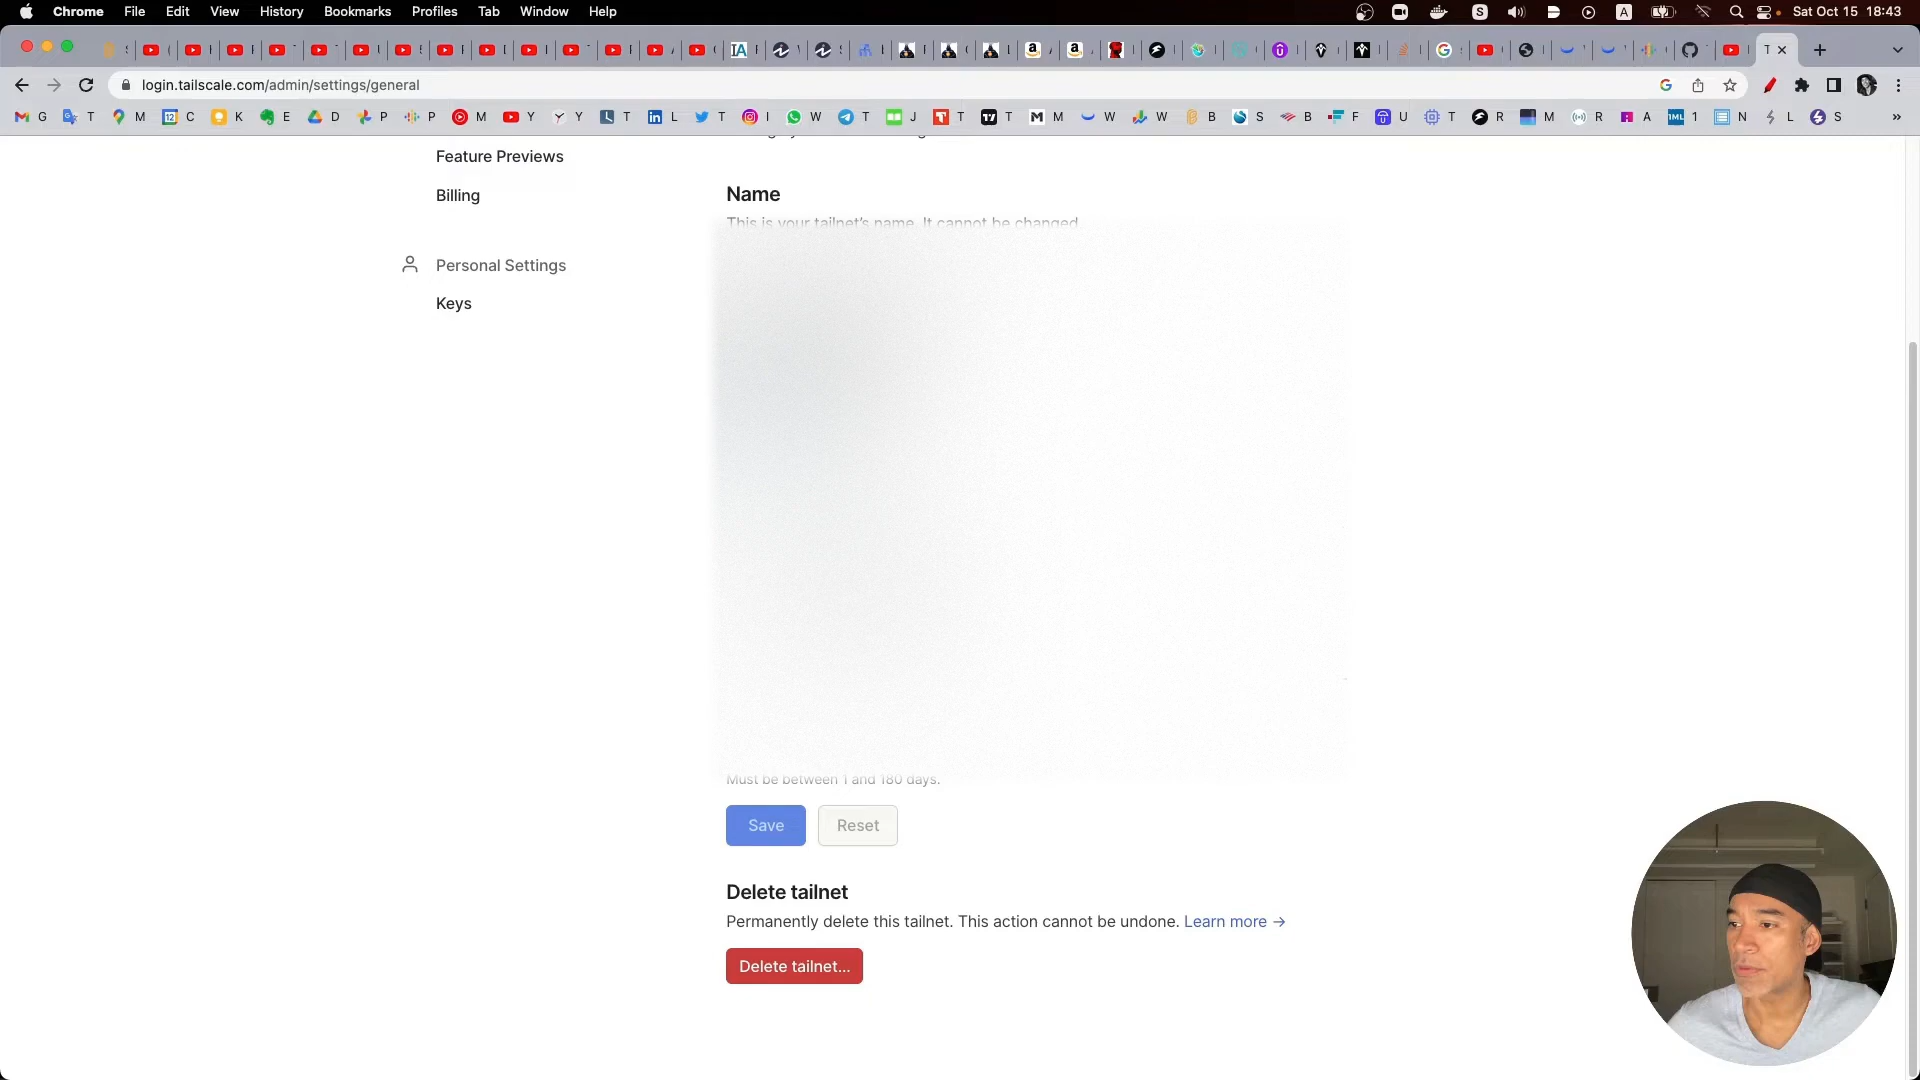 Chrome File Edit View History Bookmarks Profiles Tab Window Help Sat Oct 15 18:43
login.tailscale.com/admin/settings/general
G T M C K E D P P M Y Y T L T I W T J T T M W W B S B F U T R M R A 1 N L S »
Feature Previews
Billing
Personal Settings
Keys
Name
This is your tailnet’s name. It cannot be changed
Must be between 1 and 180 days.
Save Reset
Delete tailnet
Permanently delete this tailnet. This action cannot be undone. Learn more →
Delete tailnet...